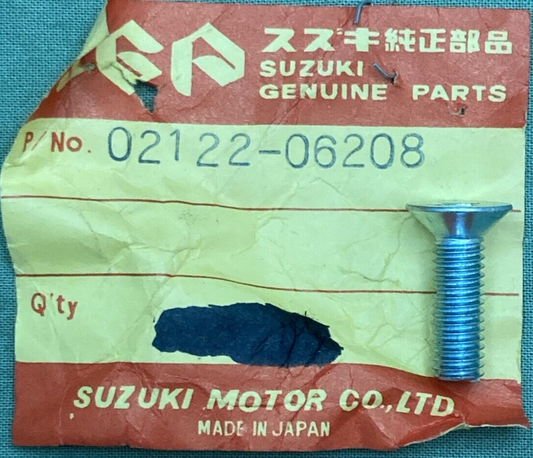 スズキ純正部品
SUZUKI
GENUINE PARTS
P/No. 02122-06208
Q'ty
SUZUKI MOTOR CO.,LTD.
MADE IN JAPAN